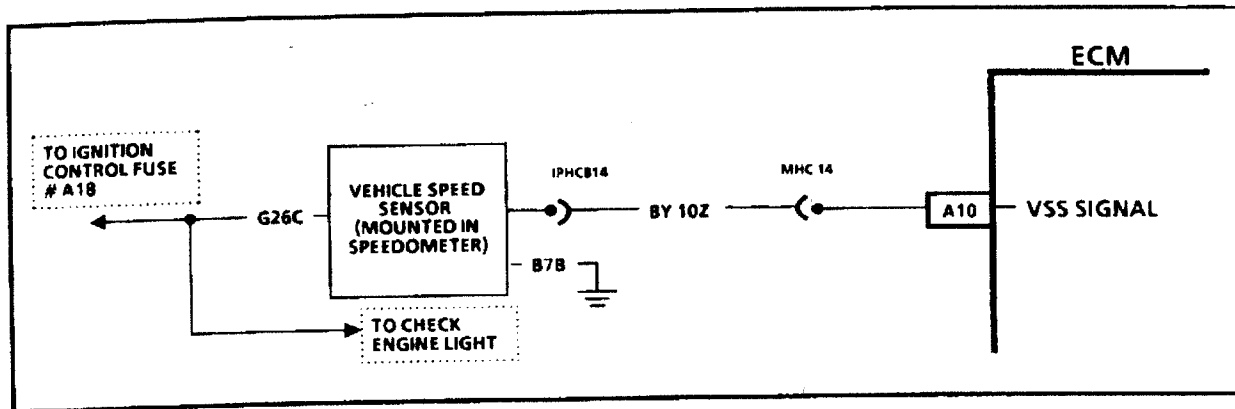 ECM
TO IGNITION
CONTROL FUSE
# A18
G26C
VEHICLE SPEED
SENSOR
(MOUNTED IN
SPEEDOMETER)
IPHCB14
BY 10Z
MHC 14
A10
VSS SIGNAL
B7B
TO CHECK
ENGINE LIGHT